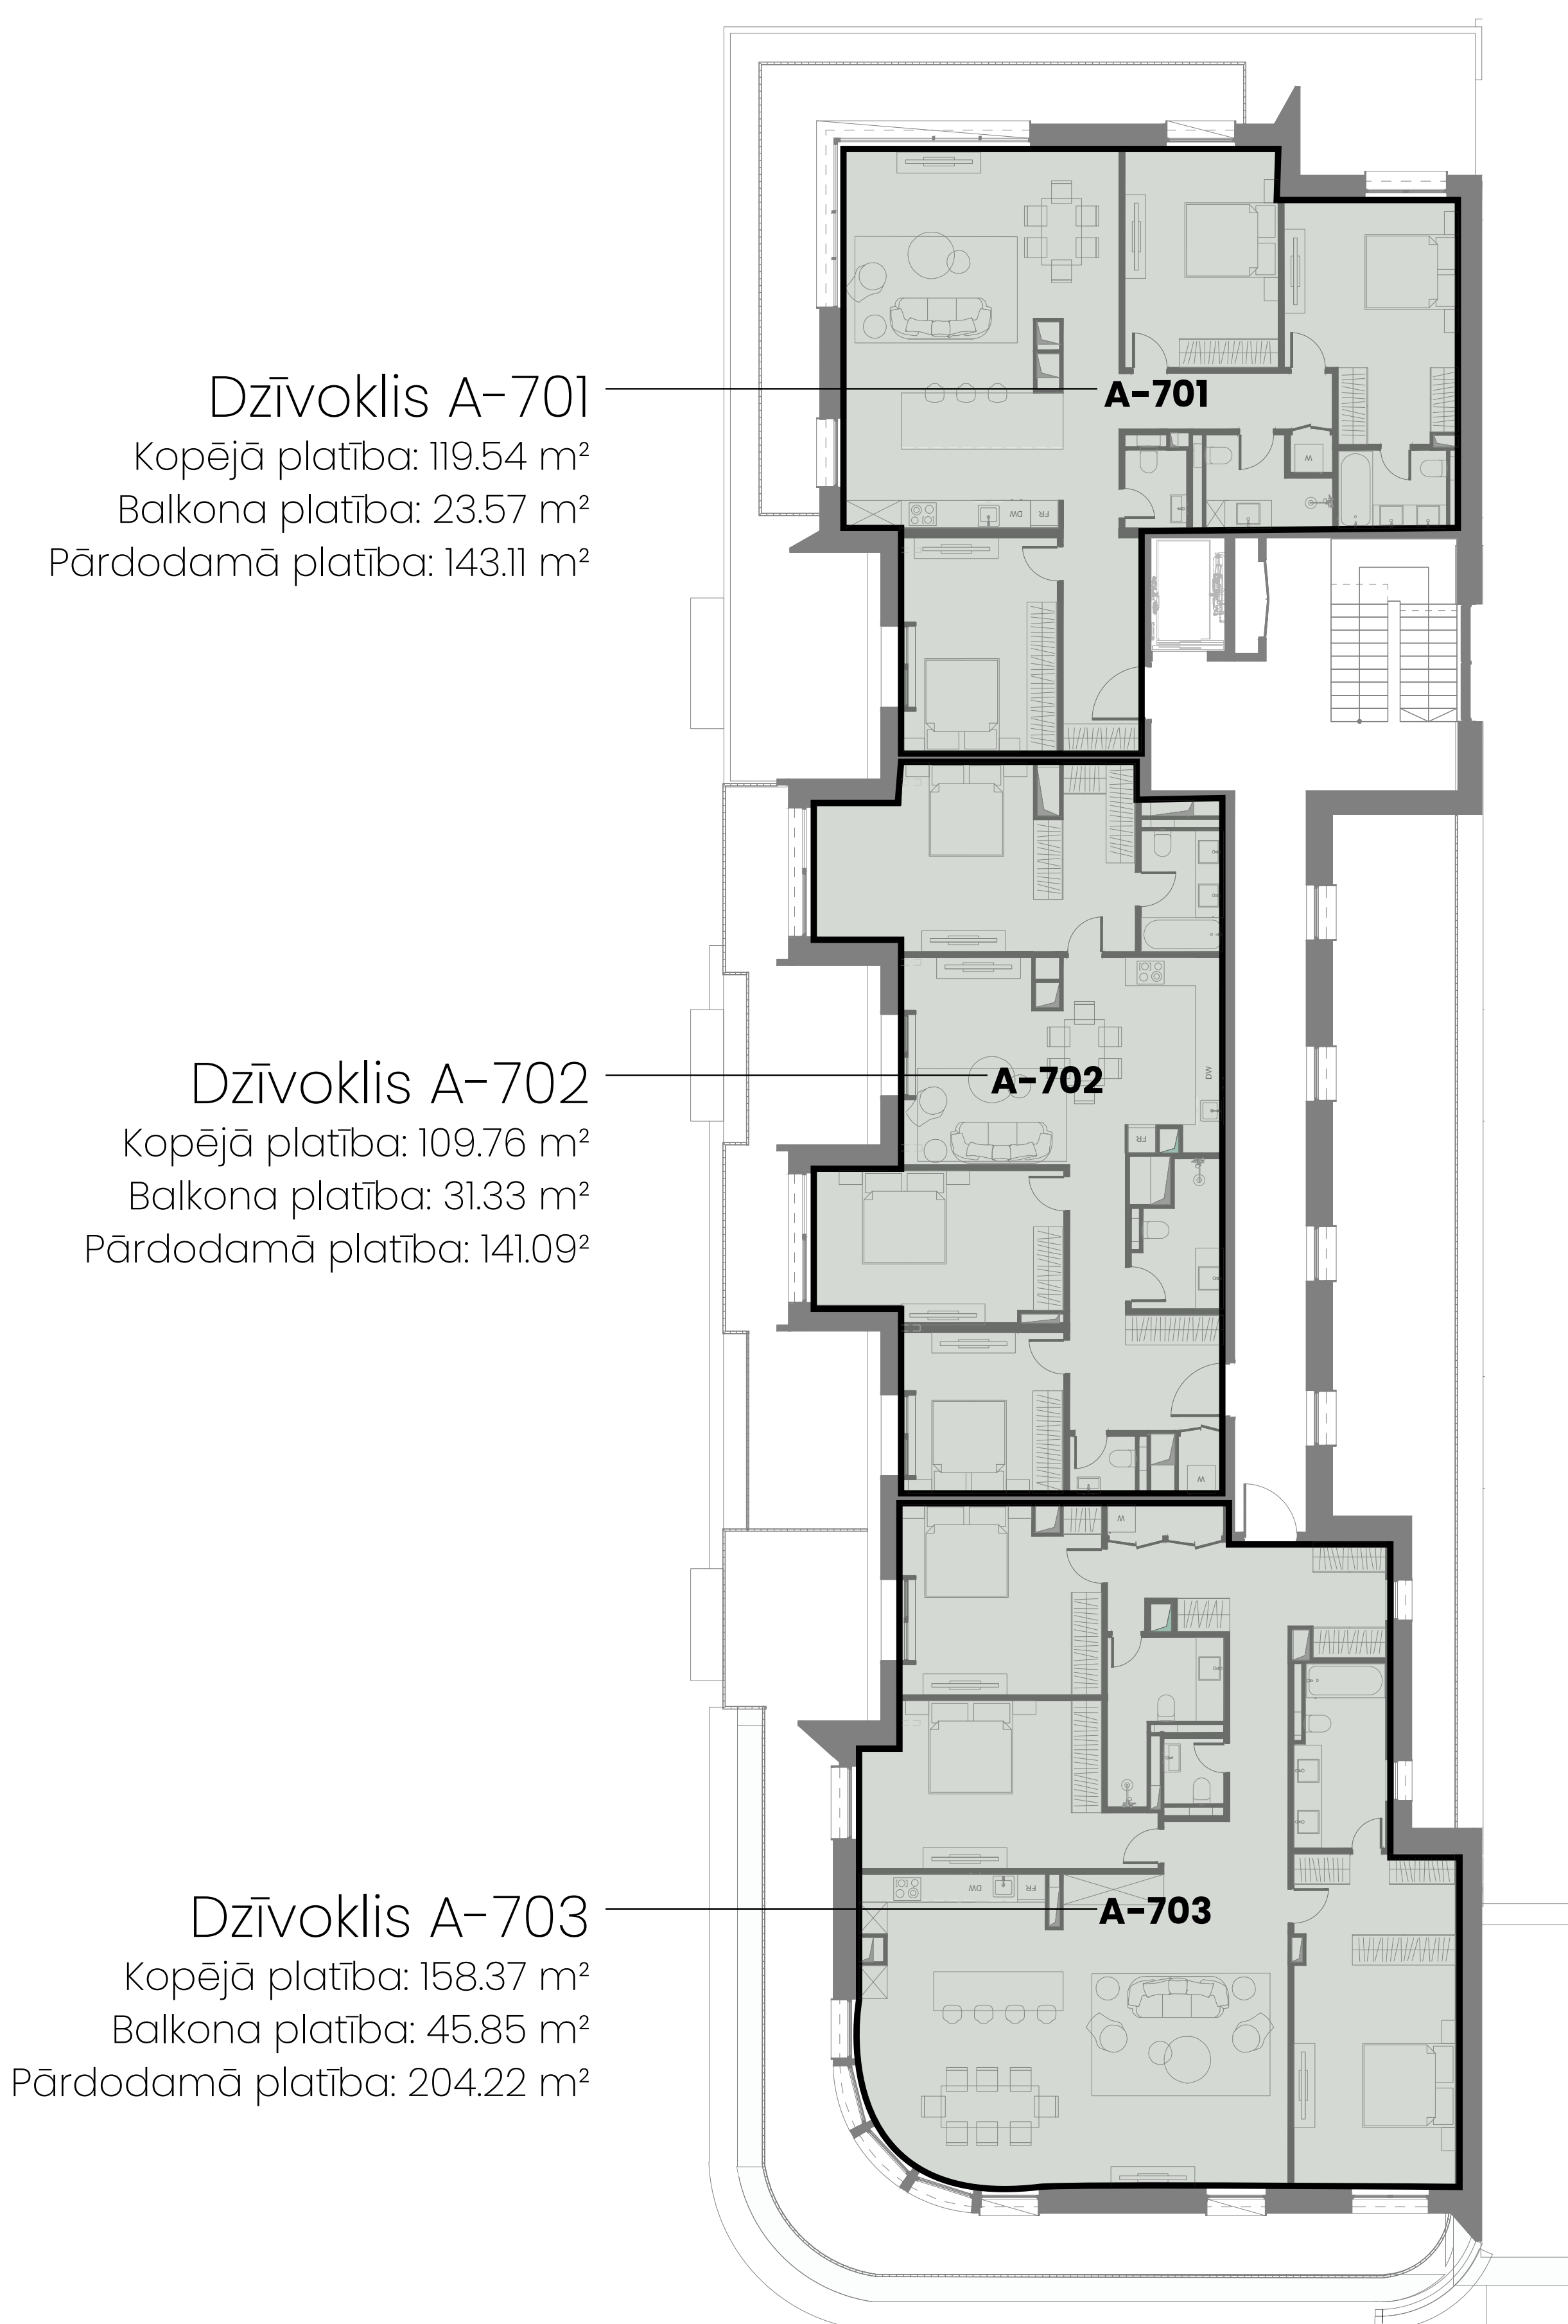 Dzīvoklis A-701
Kopējā platība: 119.54 m²
Balkona platība: 23.57 m²
Pārdodamā platība: 143.11 m²
A-701
W
DW
FR
Dzīvoklis A-702
Kopējā platība: 109.76 m²
Balkona platība: 31.33 m²
Pārdodamā platība: 141.09²
A-702
DW
FR
W
W
Dzīvoklis A-703
Kopējā platība: 158.37 m²
Balkona platība: 45.85 m²
Pārdodamā platība: 204.22 m²
DW
FR
A-703